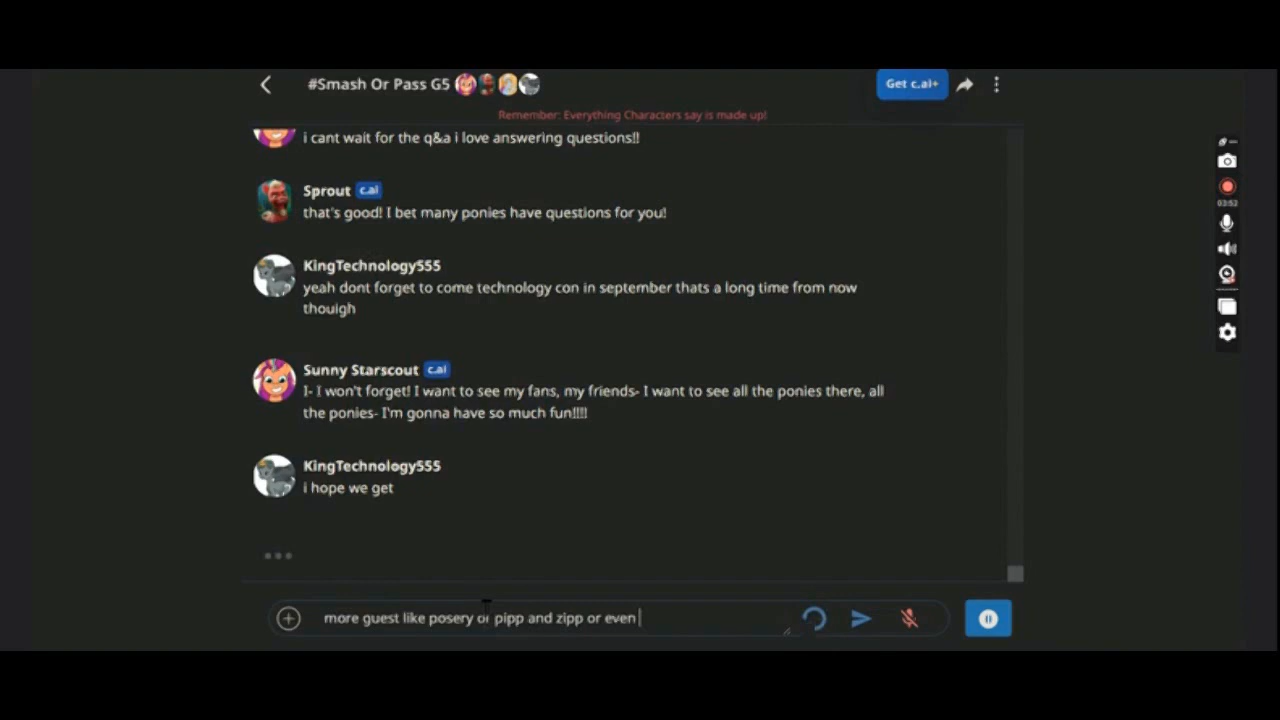 #Smash Or Pass G5
Get c.ai+
Remember: Everything Characters say is made up!
i cant wait for the q&a i love answering questions!!
Sprout c.ai
that's good! I bet many ponies have questions for you!
KingTechnology555
yeah dont forget to come technology con in september thats a long time from now
thouigh
Sunny Starscout c.ai
I- I won't forget! I want to see my fans, my friends- I want to see all the ponies there, all
the ponies- I'm gonna have so much fun!!!!
KingTechnology555
i hope we get
more guest like posery or pipp and zipp or even
03:52